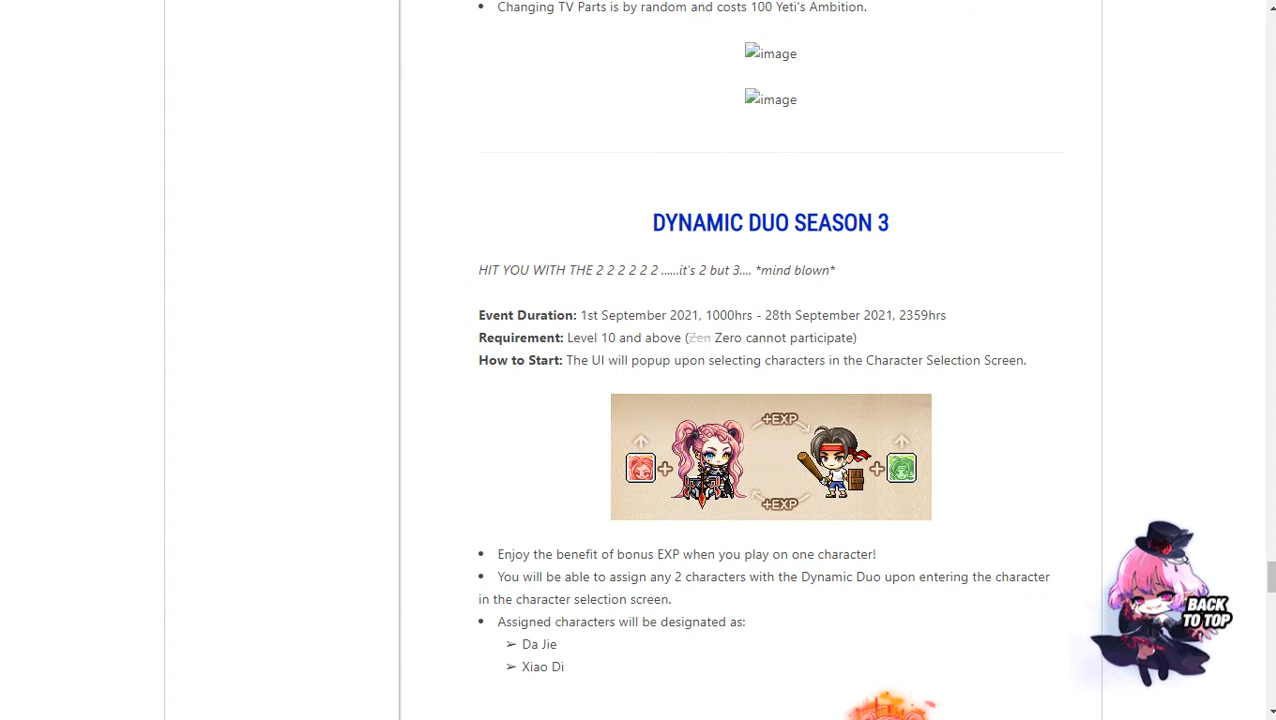 • Changing TV Parts is by random and costs 100 Yeti's Ambition.
image
image
DYNAMIC DUO SEASON 3
HIT YOU WITH THE 2 2 2 2 2 2 ......it's 2 but 3.... *mind blown*
Event Duration: 1st September 2021, 1000hrs - 28th September 2021, 2359hrs
Requirement: Level 10 and above (Zen Zero cannot participate)
How to Start: The UI will popup upon selecting characters in the Character Selection Screen.
+EXP
+EXP
• Enjoy the benefit of bonus EXP when you play on one character!
• You will be able to assign any 2 characters with the Dynamic Duo upon entering the character
in the character selection screen.
• Assigned characters will be designated as:
➢ Da Jie
➢ Xiao Di
BACK
TO TOP